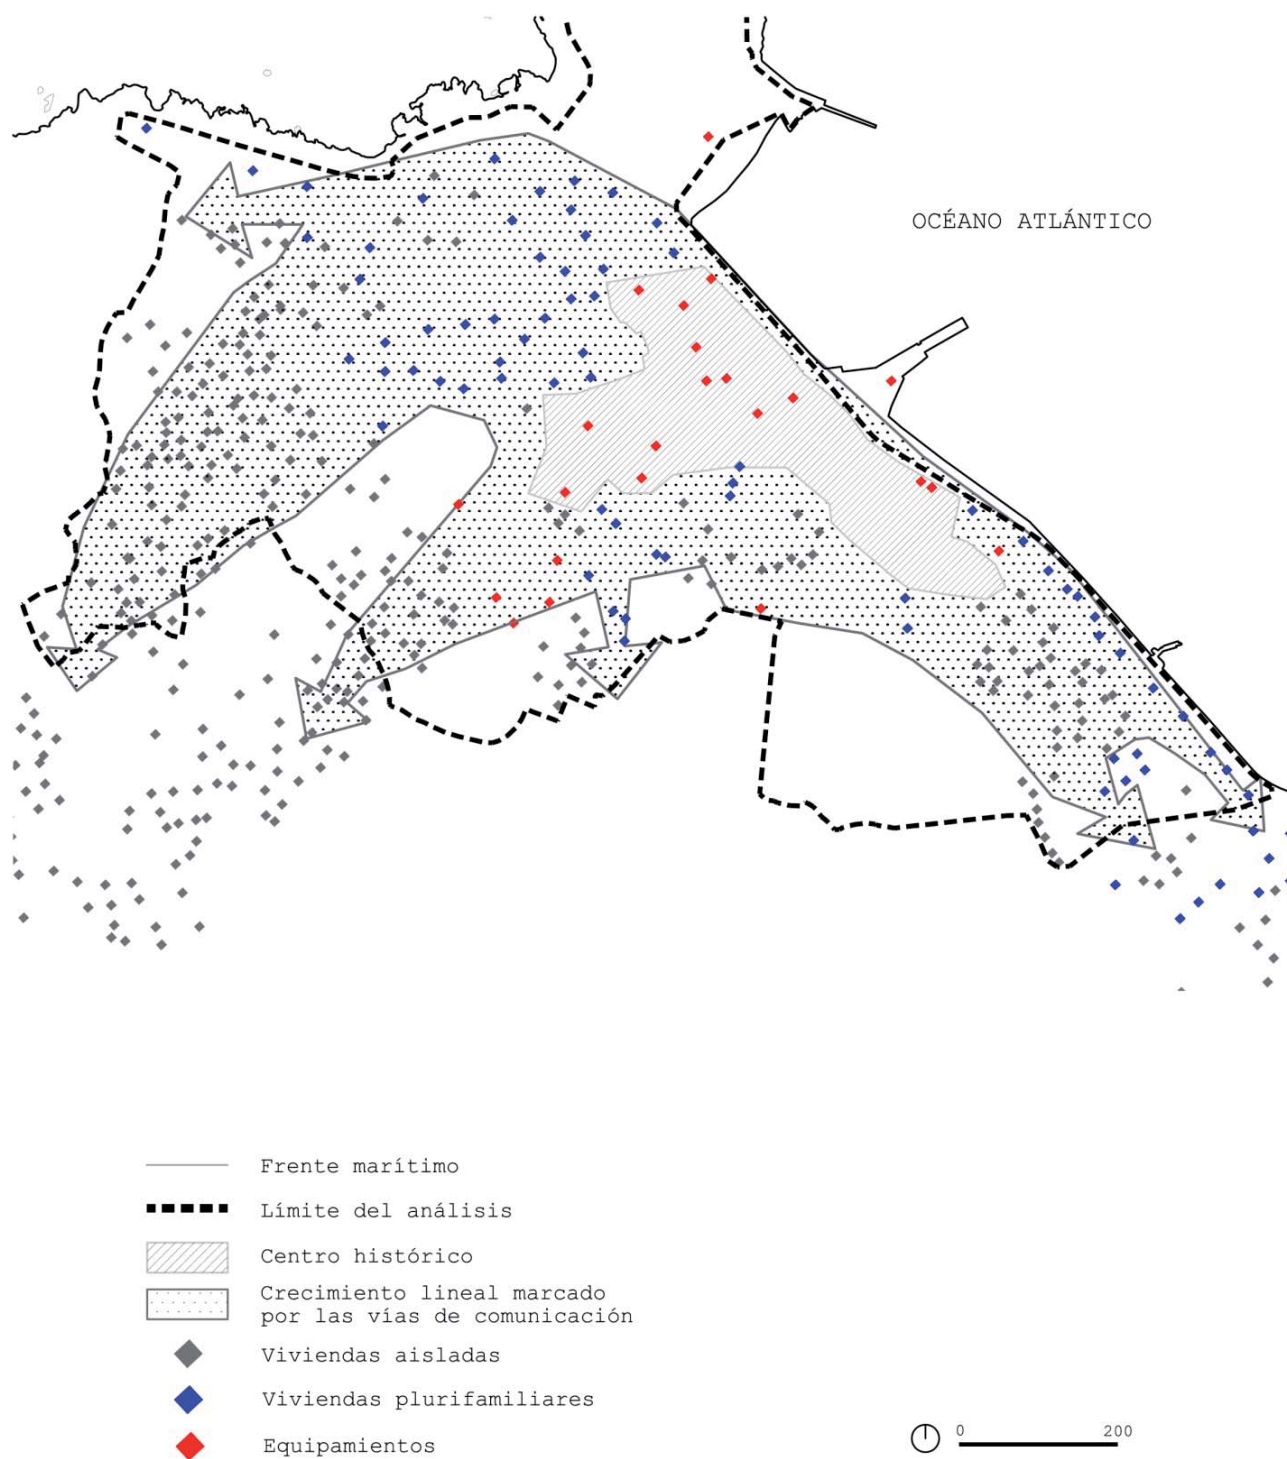 OCÉANO ATLÁNTICO
Frente marítimo
Límite del análisis
Centro histórico
Crecimiento lineal marcado
por las vías de comunicación
Viviendas aisladas
Viviendas plurifamiliares
Equipamientos
0 200